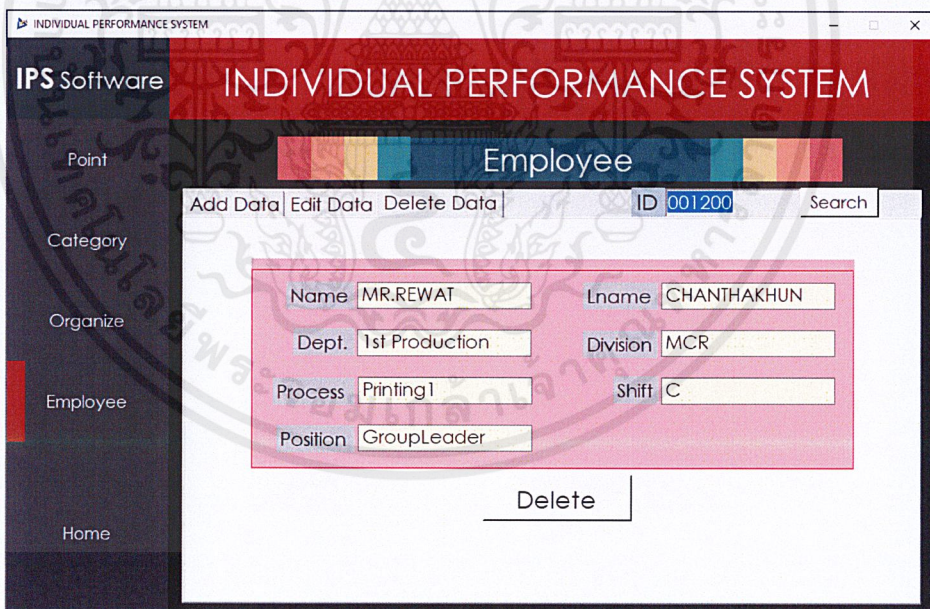 INDIVIDUAL PERFORMANCE SYSTEM
IPS Software
INDIVIDUAL PERFORMANCE SYSTEM
Point
Employee
Add Data Edit Data Delete Data ID 001200 Search
Category
Name MR.REWAT Lname CHANTHAKHUN
Organize
Dept. 1st Production Division MCR
Process Printing1 Shift C
Employee
Position GroupLeader
Delete
Home